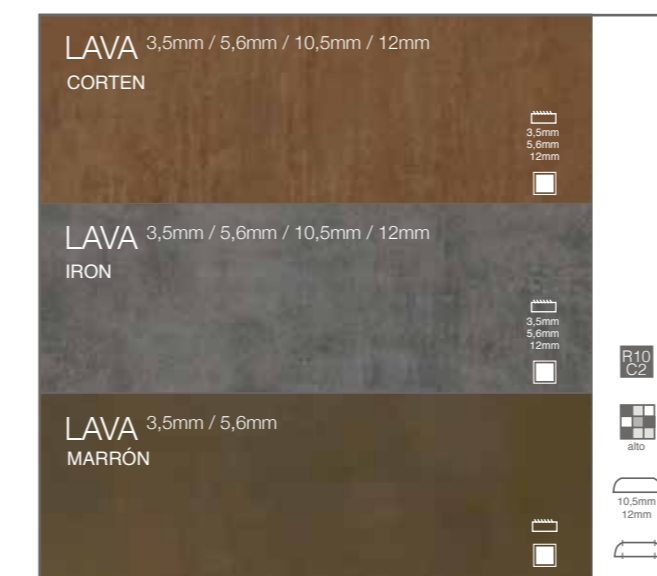 LAVA 3,5mm / 5,6mm / 10,5mm / 12mm
CORTEN
3,5mm
5,6mm
12mm
LAVA 3,5mm / 5,6mm / 10,5mm / 12mm
IRON
3,5mm
5,6mm
12mm
LAVA 3,5mm / 5,6mm
MARRÓN
R10
C2
alto
10,5mm
12mm